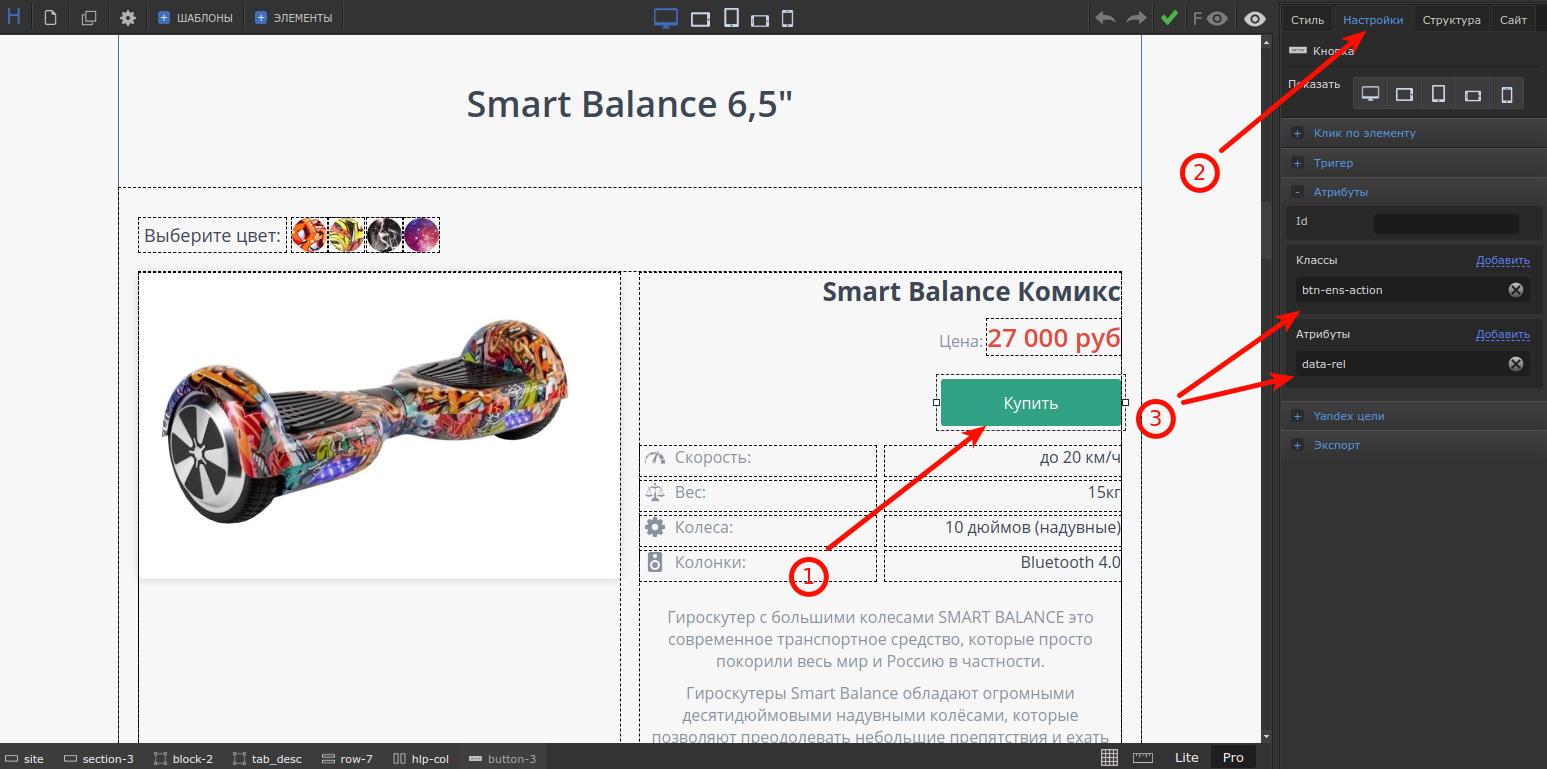 H
ШАБЛОНЫ
ЭЛЕМЕНТЫ
F
Стиль
Настройки
Структура
Сайт
Smart Balance 6,5"
Выберите цвет:
Smart Balance Комикс
Цена: 27 000 руб
Купить
Скорость: до 20 км/ч
Вес: 15кг
Колеса: 10 дюймов (надувные)
Колонки: Bluetooth 4.0
Гироскутер с большими колесами SMART BALANCE это
современное транспортное средство, которые просто
покорили весь мир и Россию в частности.
Гироскутеры Smart Balance обладают огромными
десятидюймовыми надувными колёсами, которые
позволяют преодолевать небольшие препятствия и ехать
1
2
3
Кнопка
Показать
+ Клик по элементу
+ Тригер
- Атрибуты
Id
Классы Добавить
btn-ens-action
Атрибуты Добавить
data-rel
+ Yandex цели
+ Экспорт
site
section-3
block-2
tab_desc
row-7
hlp-col
button-3
Lite
Pro